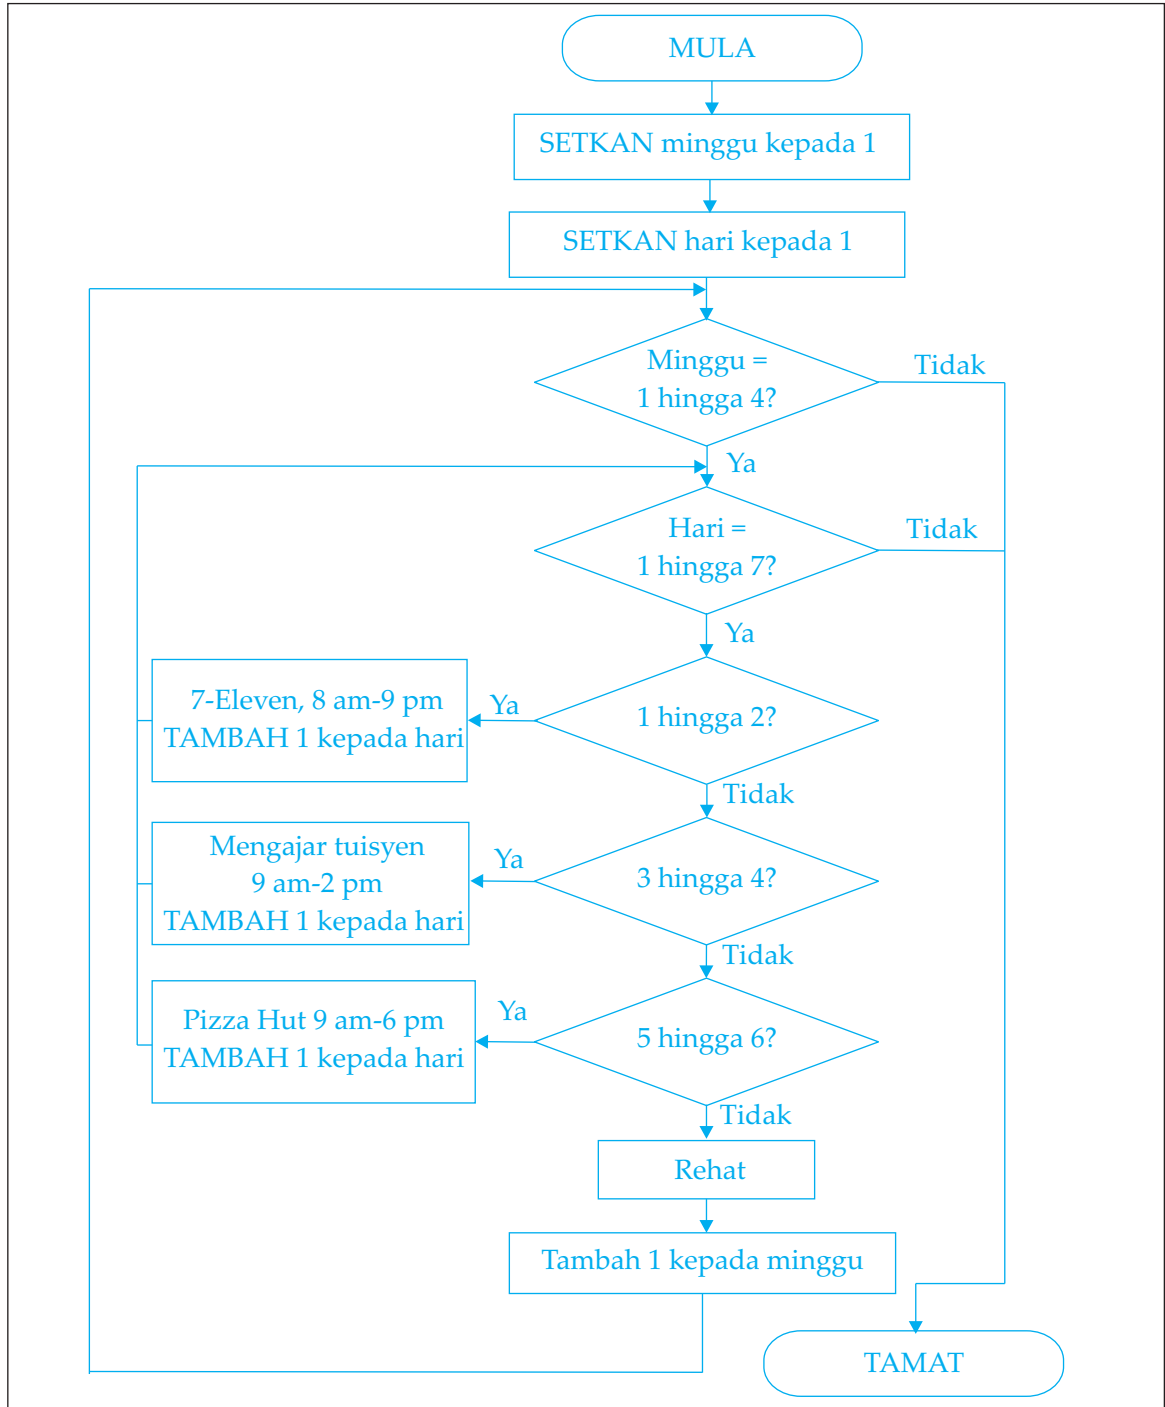 MULA
SETKAN minggu kepada 1
SETKAN hari kepada 1
Minggu =
1 hingga 4?
Tidak
Ya
Hari =
1 hingga 7?
Tidak
Ya
7-Eleven, 8 am-9 pm
TAMBAH 1 kepada hari
Ya
1 hingga 2?
Tidak
Mengajar tuisyen
9 am-2 pm
TAMBAH 1 kepada hari
Ya
3 hingga 4?
Tidak
Pizza Hut 9 am-6 pm
TAMBAH 1 kepada hari
Ya
5 hingga 6?
Tidak
Rehat
Tambah 1 kepada minggu
TAMAT